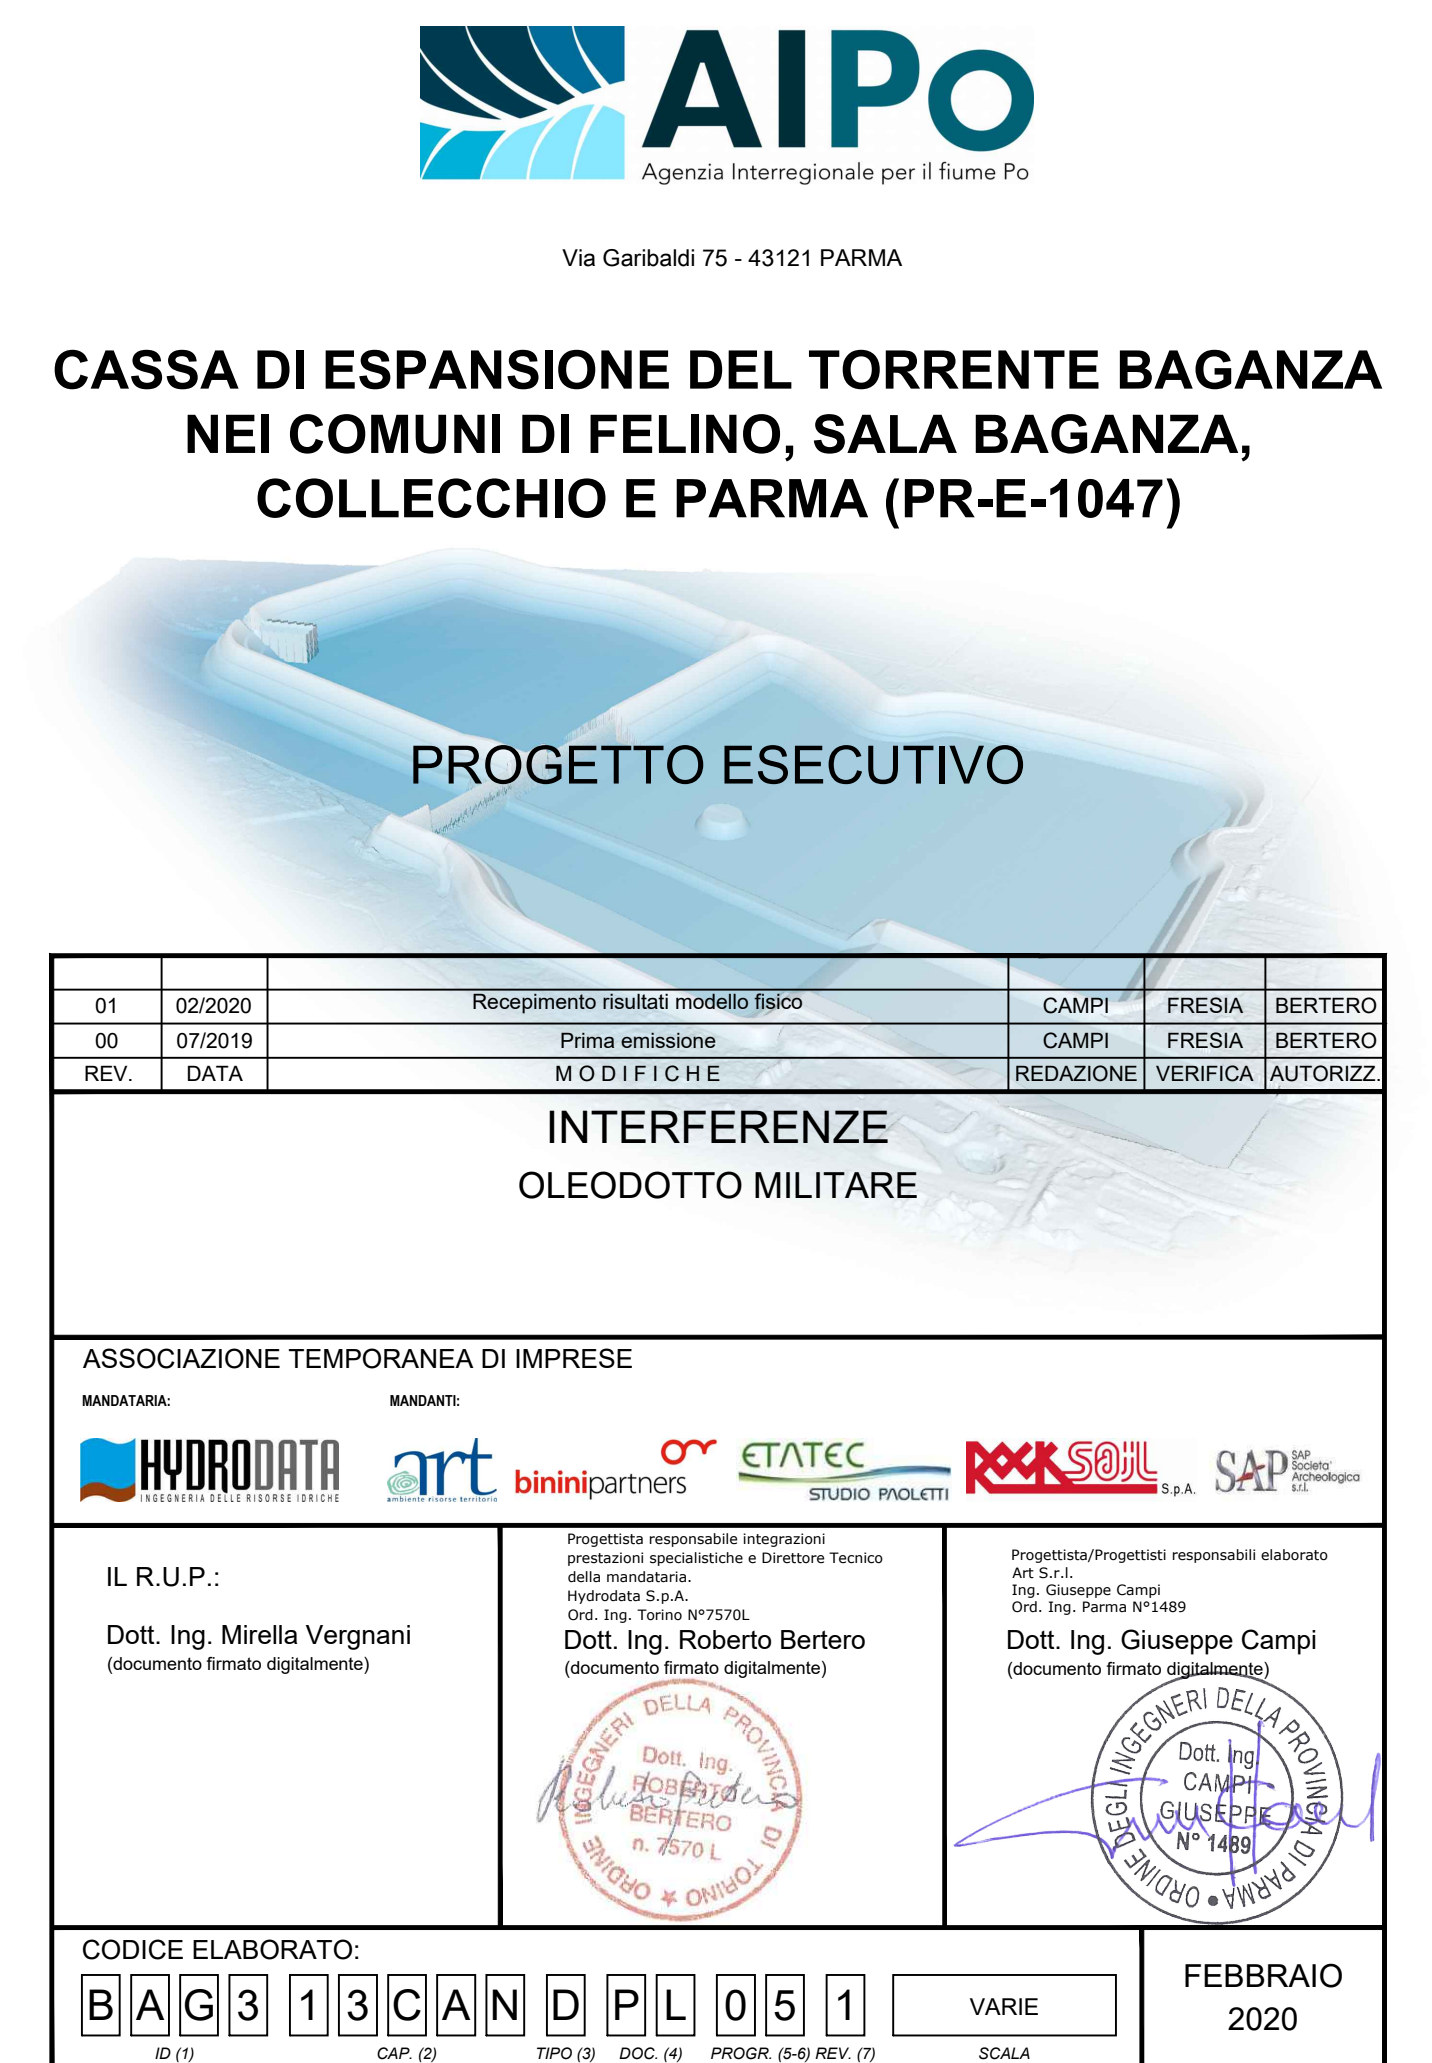 AIPo
Agenzia Interregionale per il fiume Po
Via Garibaldi 75 - 43121 PARMA
CASSA DI ESPANSIONE DEL TORRENTE BAGANZA
NEI COMUNI DI FELINO, SALA BAGANZA,
COLLECCHIO E PARMA (PR-E-1047)
PROGETTO ESECUTIVO
01 02/2020 Recepimento risultati modello fisico CAMPI FRESIA BERTERO
00 07/2019 Prima emissione CAMPI FRESIA BERTERO
REV. DATA MODIFICHE REDAZIONE VERIFICA AUTORIZZ.
INTERFERENZE
OLEODOTTO MILITARE
ASSOCIAZIONE TEMPORANEA DI IMPRESE
MANDATARIA: MANDANTI:
HYDRODATA
INGEGNERIA DELLE RISORSE IDRICHE
art
ambiente risorse territorio
bininipartners
ETATEC
STUDIO PAOLETTI
ROCKSOIL
S.p.A.
SAP
SAP
Societa'
Archeologica
s.r.l.
IL R.U.P.:
Dott. Ing. Mirella Vergnani
(documento firmato digitalmente)
Progettista responsabile integrazioni
prestazioni specialistiche e Direttore Tecnico
della mandataria.
Hydrodata S.p.A.
Ord. Ing. Torino N°7570L
Dott. Ing. Roberto Bertero
(documento firmato digitalmente)
ORDINE INGEGNERI DELLA PROVINCA DI TORINO
Dott. Ing.
ROBERTO
BERTERO
n. 7570 L
Progettista/Progettisti responsabili elaborato
Art S.r.l.
Ing. Giuseppe Campi
Ord. Ing. Parma N°1489
Dott. Ing. Giuseppe Campi
(documento firmato digitalmente)
ORDINE DEGLI INGEGNERI DELLA PROVINCIA DI PARMA
Dott. Ing.
CAMPI
GIUSEPPE
N° 1489
CODICE ELABORATO:
BAG3 13CAN D PL 05 1 VARIE
ID (1) CAP. (2) TIPO (3) DOC. (4) PROGR. (5-6) REV. (7) SCALA
FEBBRAIO
2020